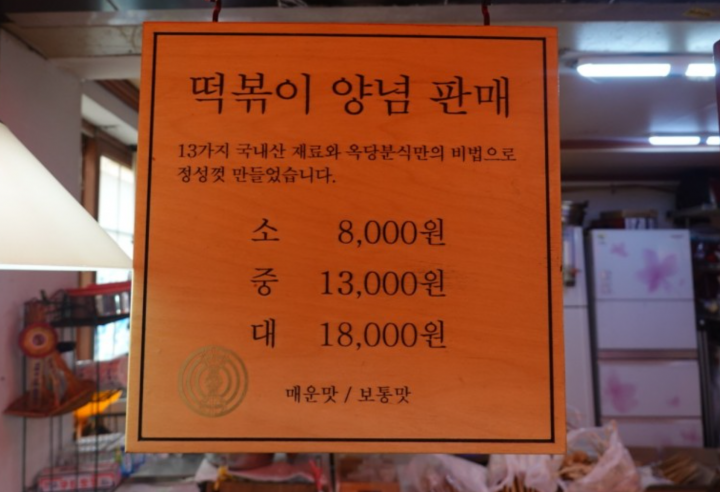 떡볶이 양념 판매
13가지 국내산 재료와 옥당분식만의 비법으로
정성껏 만들었습니다.
소 8,000원
중 13,000원
대 18,000원
매운맛 / 보통맛